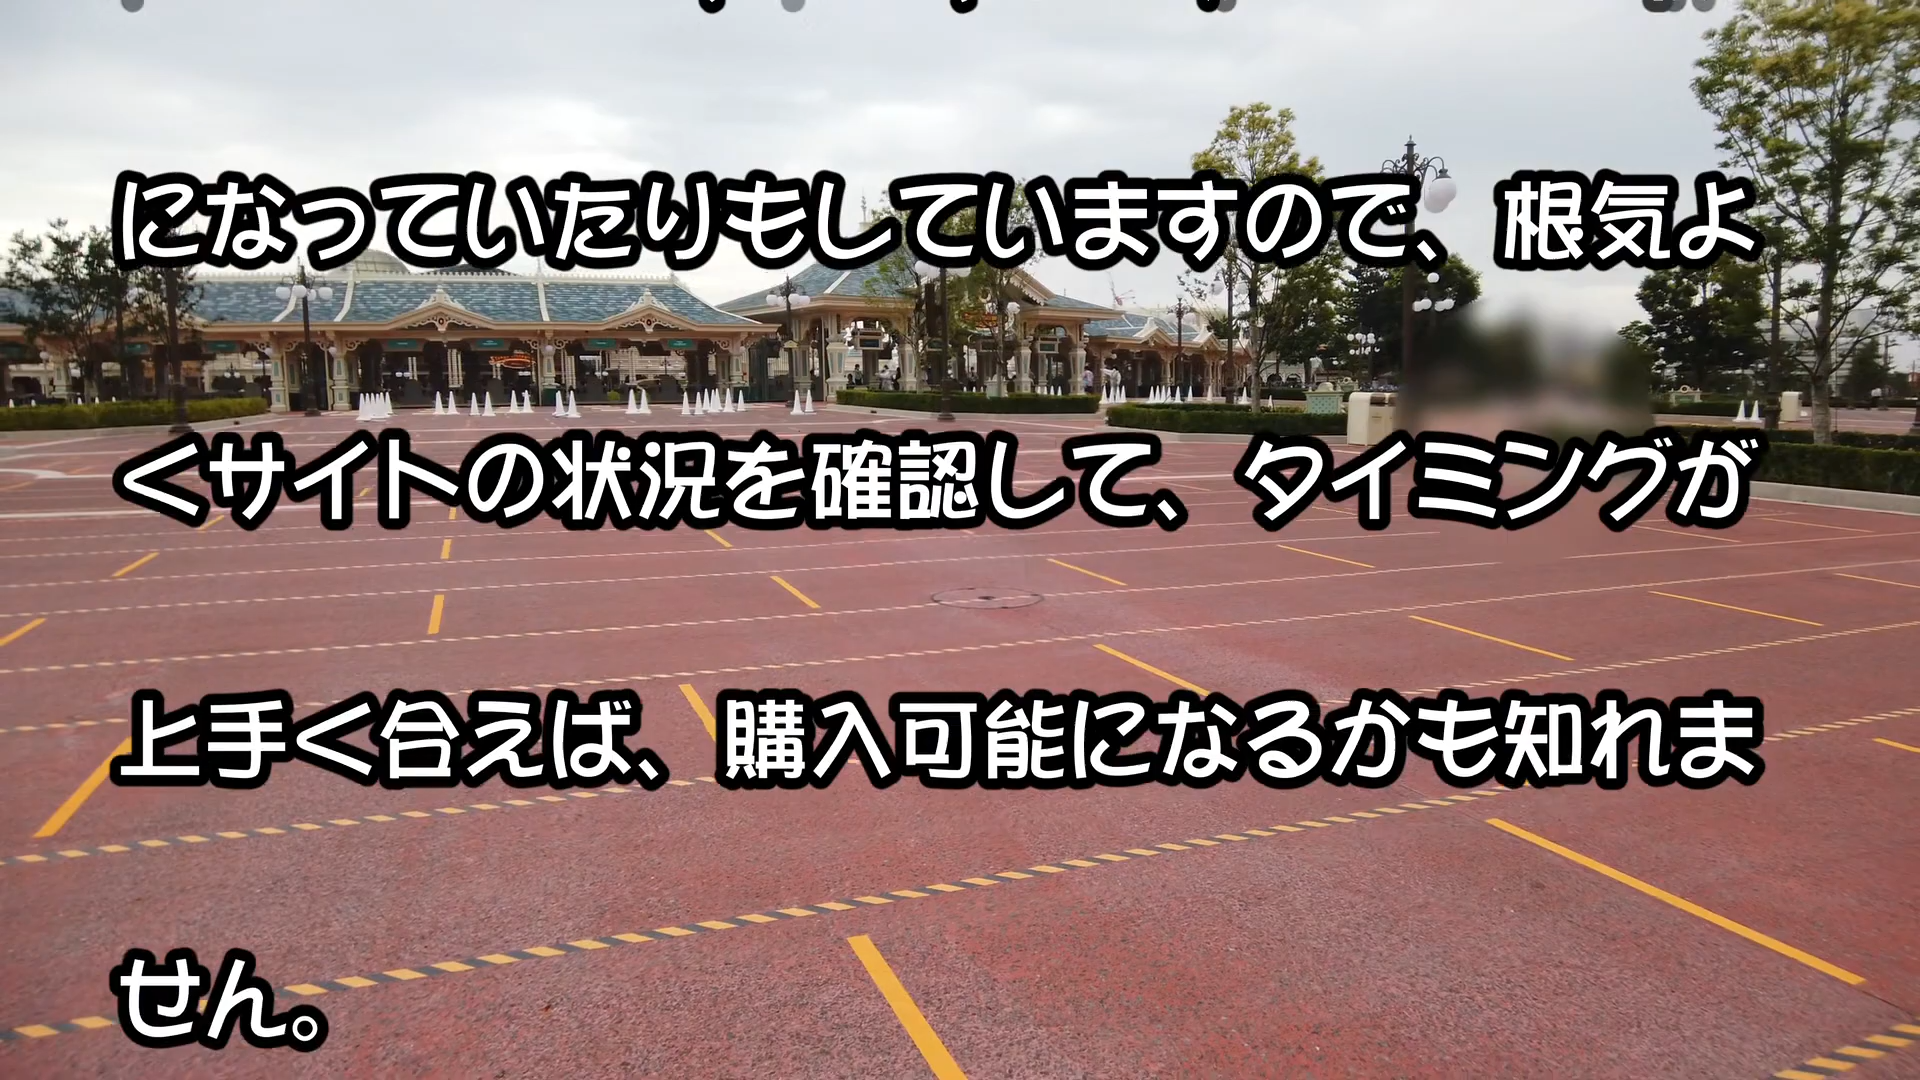 になっていたりもしていますので、根気よ
くサイトの状況を確認して、タイミングが
上手く合えば、購入可能になるかも知れま
せん。